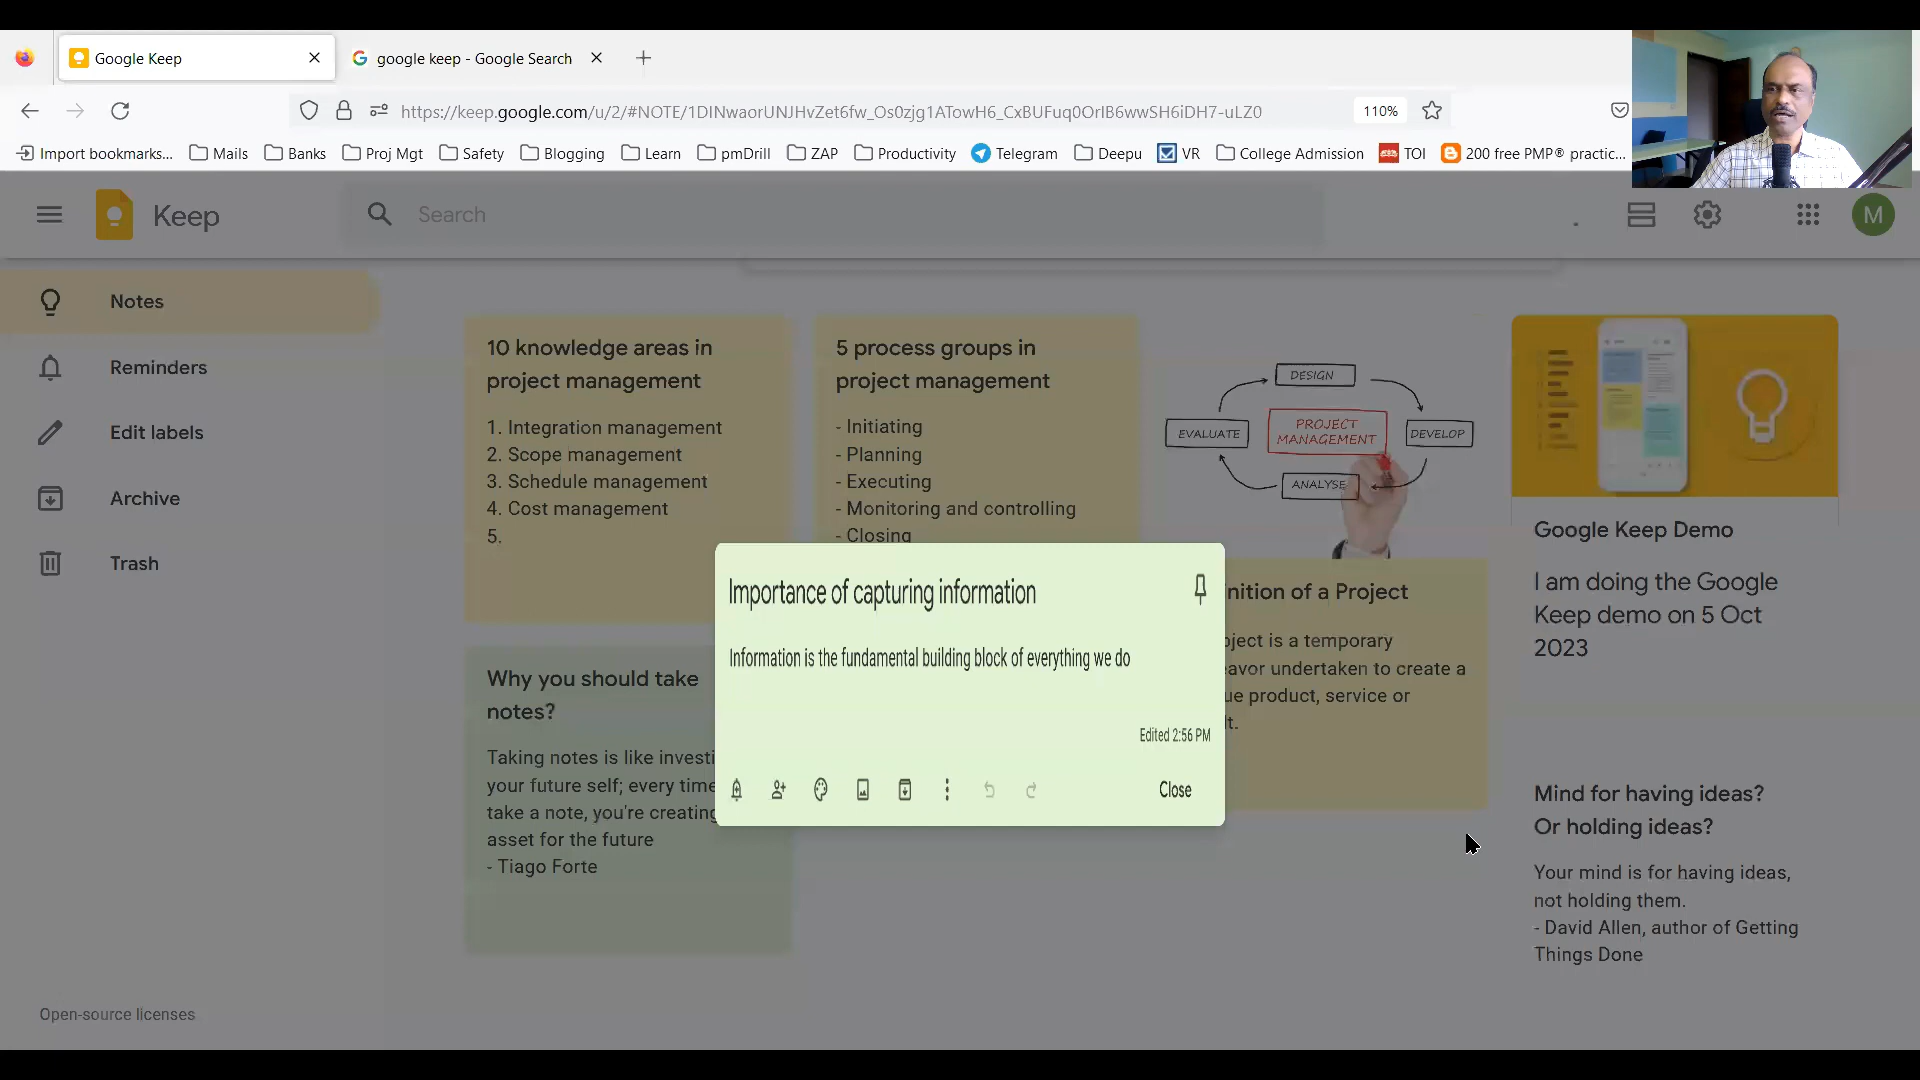 Google Keep
google keep - Google Search
https://keep.google.com/u/2/#NOTE/1DINwaorUNJHvZet6fw_Os0zjg1ATowH6_CxBUFuq0OrIB6wwSH6iDH7-uLZ0
110%
Import bookmarks...
Mails
Banks
Proj Mgt
Safety
Blogging
Learn
pmDrill
ZAP
Productivity
Telegram
Deepu
VR
College Admission
TOI
200 free PMP® practic...
Keep
Search
M
Notes
Reminders
Edit labels
Archive
Trash
Open-source licenses
10 knowledge areas in
project management
1. Integration management
2. Scope management
3. Schedule management
4. Cost management
5.
5 process groups in
project management
- Initiating
- Planning
- Executing
- Monitoring and controlling
- Closing
DESIGN
EVALUATE
PROJECT
MANAGEMENT
DEVELOP
ANALYSE
Google Keep Demo
I am doing the Google
Keep demo on 5 Oct
2023
Importance of capturing information
Information is the fundamental building block of everything we do
Edited 2:56 PM
Close
nition of a Project
oject is a temporary
eavor undertaken to create a
ue product, service or
lt.
Why you should take
notes?
Taking notes is like investi
your future self; every time
take a note, you're creating
asset for the future
- Tiago Forte
Mind for having ideas?
Or holding ideas?
Your mind is for having ideas,
not holding them.
- David Allen, author of Getting
Things Done